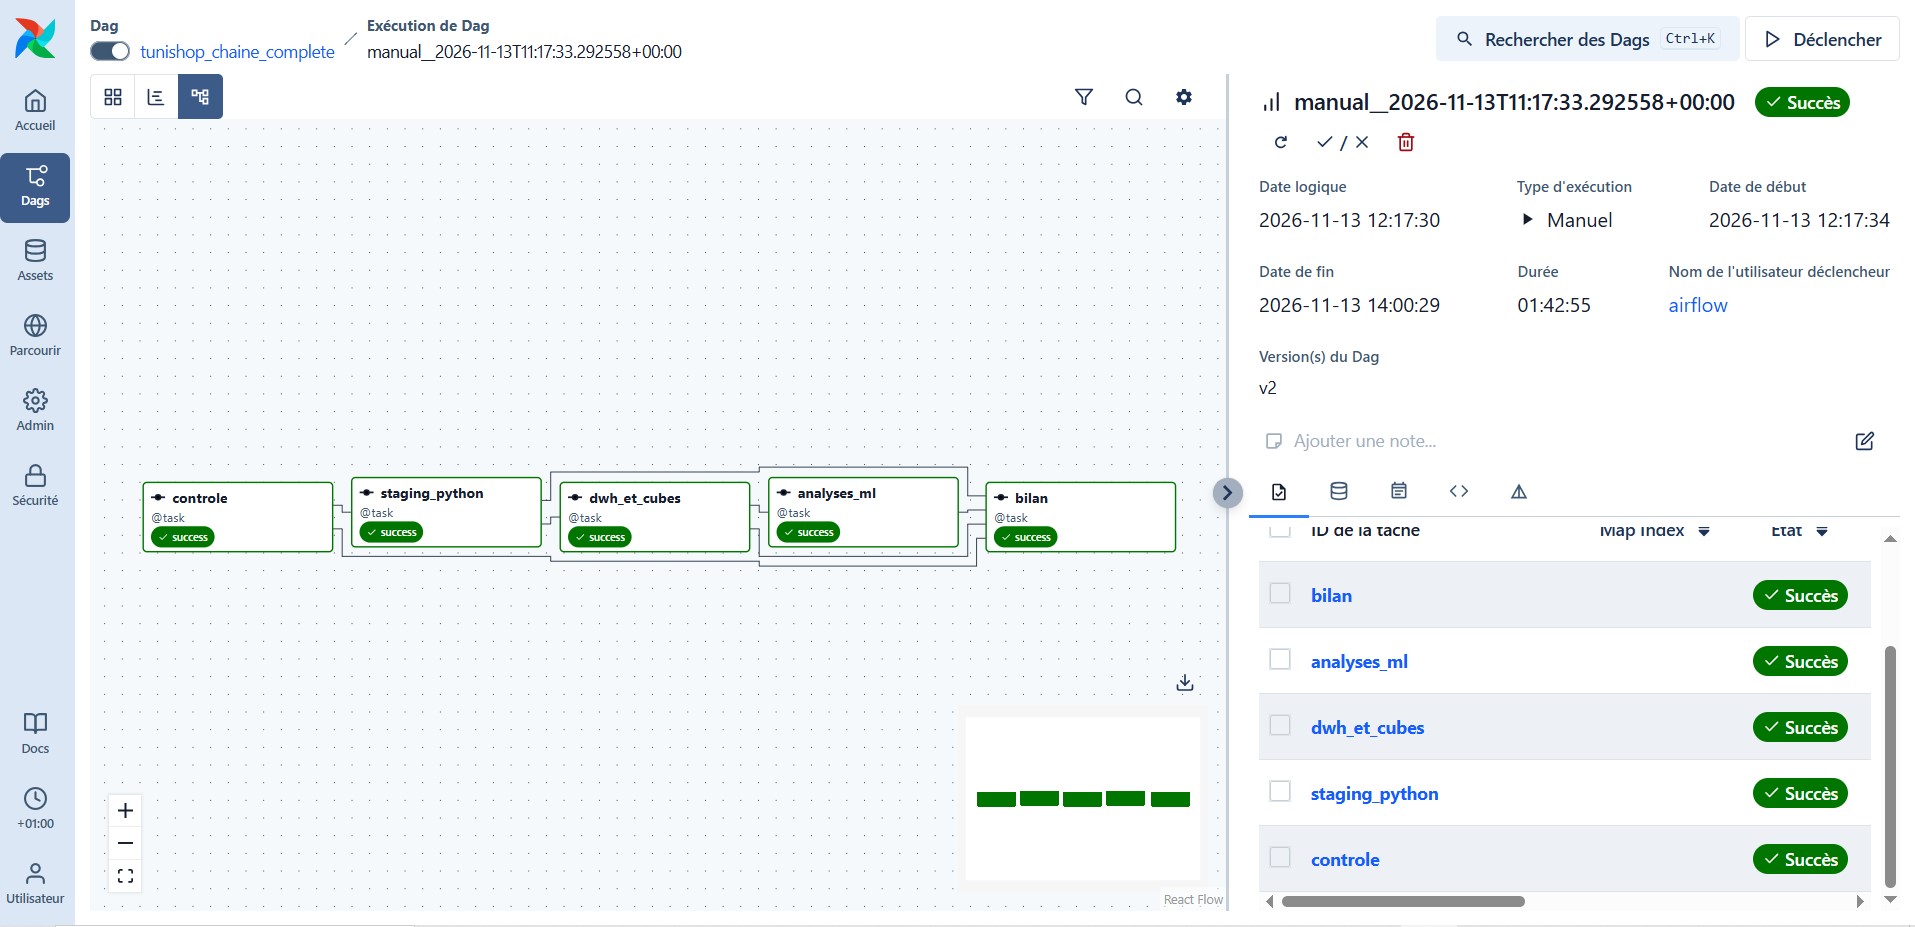 Dag
tunishop_chaine_complete
Exécution de Dag
manual__2026-11-13T11:17:33.292558+00:00
Rechercher des Dags Ctrl+K
Déclencher
Accueil
Dags
Assets
Parcourir
Admin
Sécurité
Docs
+01:00
Utilisateur
controle
@task
success
staging_python
@task
success
dwh_et_cubes
@task
success
analyses_ml
@task
success
bilan
@task
success
React Flow
manual__2026-11-13T11:17:33.292558+00:00 Succès
/
Date logique
2026-11-13 12:17:30
Type d'exécution
Manuel
Date de début
2026-11-13 12:17:34
Date de fin
2026-11-13 14:00:29
Durée
01:42:55
Nom de l'utilisateur déclencheur
airflow
Version(s) du Dag
v2
Ajouter une note...
ID de la tâche Map Index État
bilan Succès
analyses_ml Succès
dwh_et_cubes Succès
staging_python Succès
controle Succès